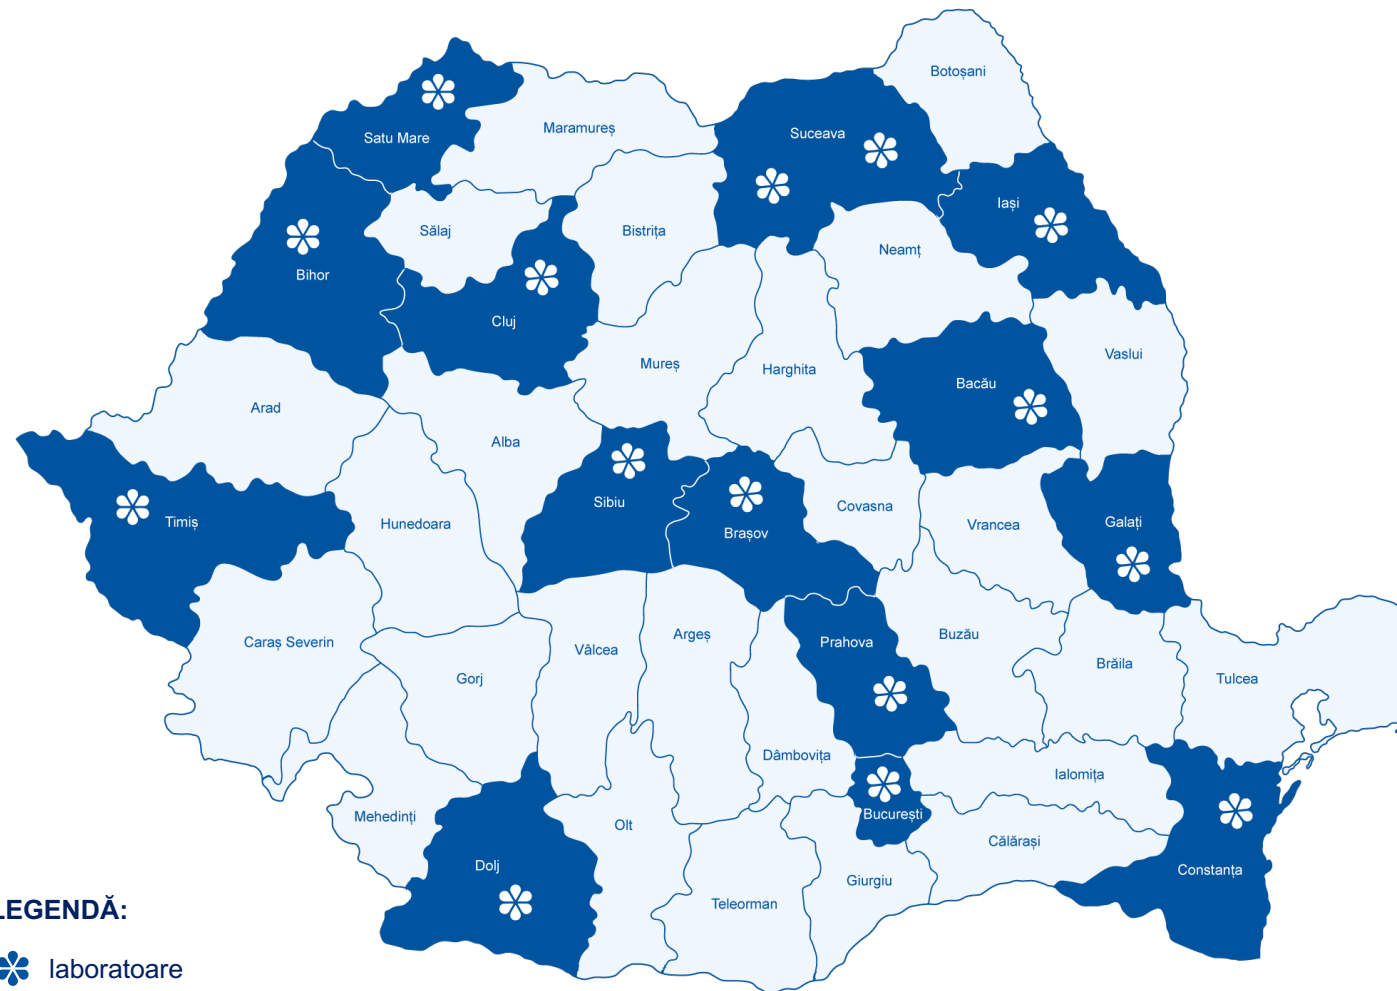 Botoșani
Suceava
Maramureș
Satu Mare
Iași
Sălaj
Bistrița
Neamț
Bihor
Cluj
Vaslui
Mureș
Harghita
Bacău
Arad
Alba
Sibiu
Covasna
Timiș
Hunedoara
Brașov
Vrancea
Galați
Caraș Severin
Vâlcea
Argeș
Prahova
Buzău
Brăila
Gorj
Tulcea
Dâmbovița
Ialomița
Mehedinți
Olt
București
Călărași
Dolj
Giurgiu
Constanța
Teleorman
LEGENDĂ:
laboratoare